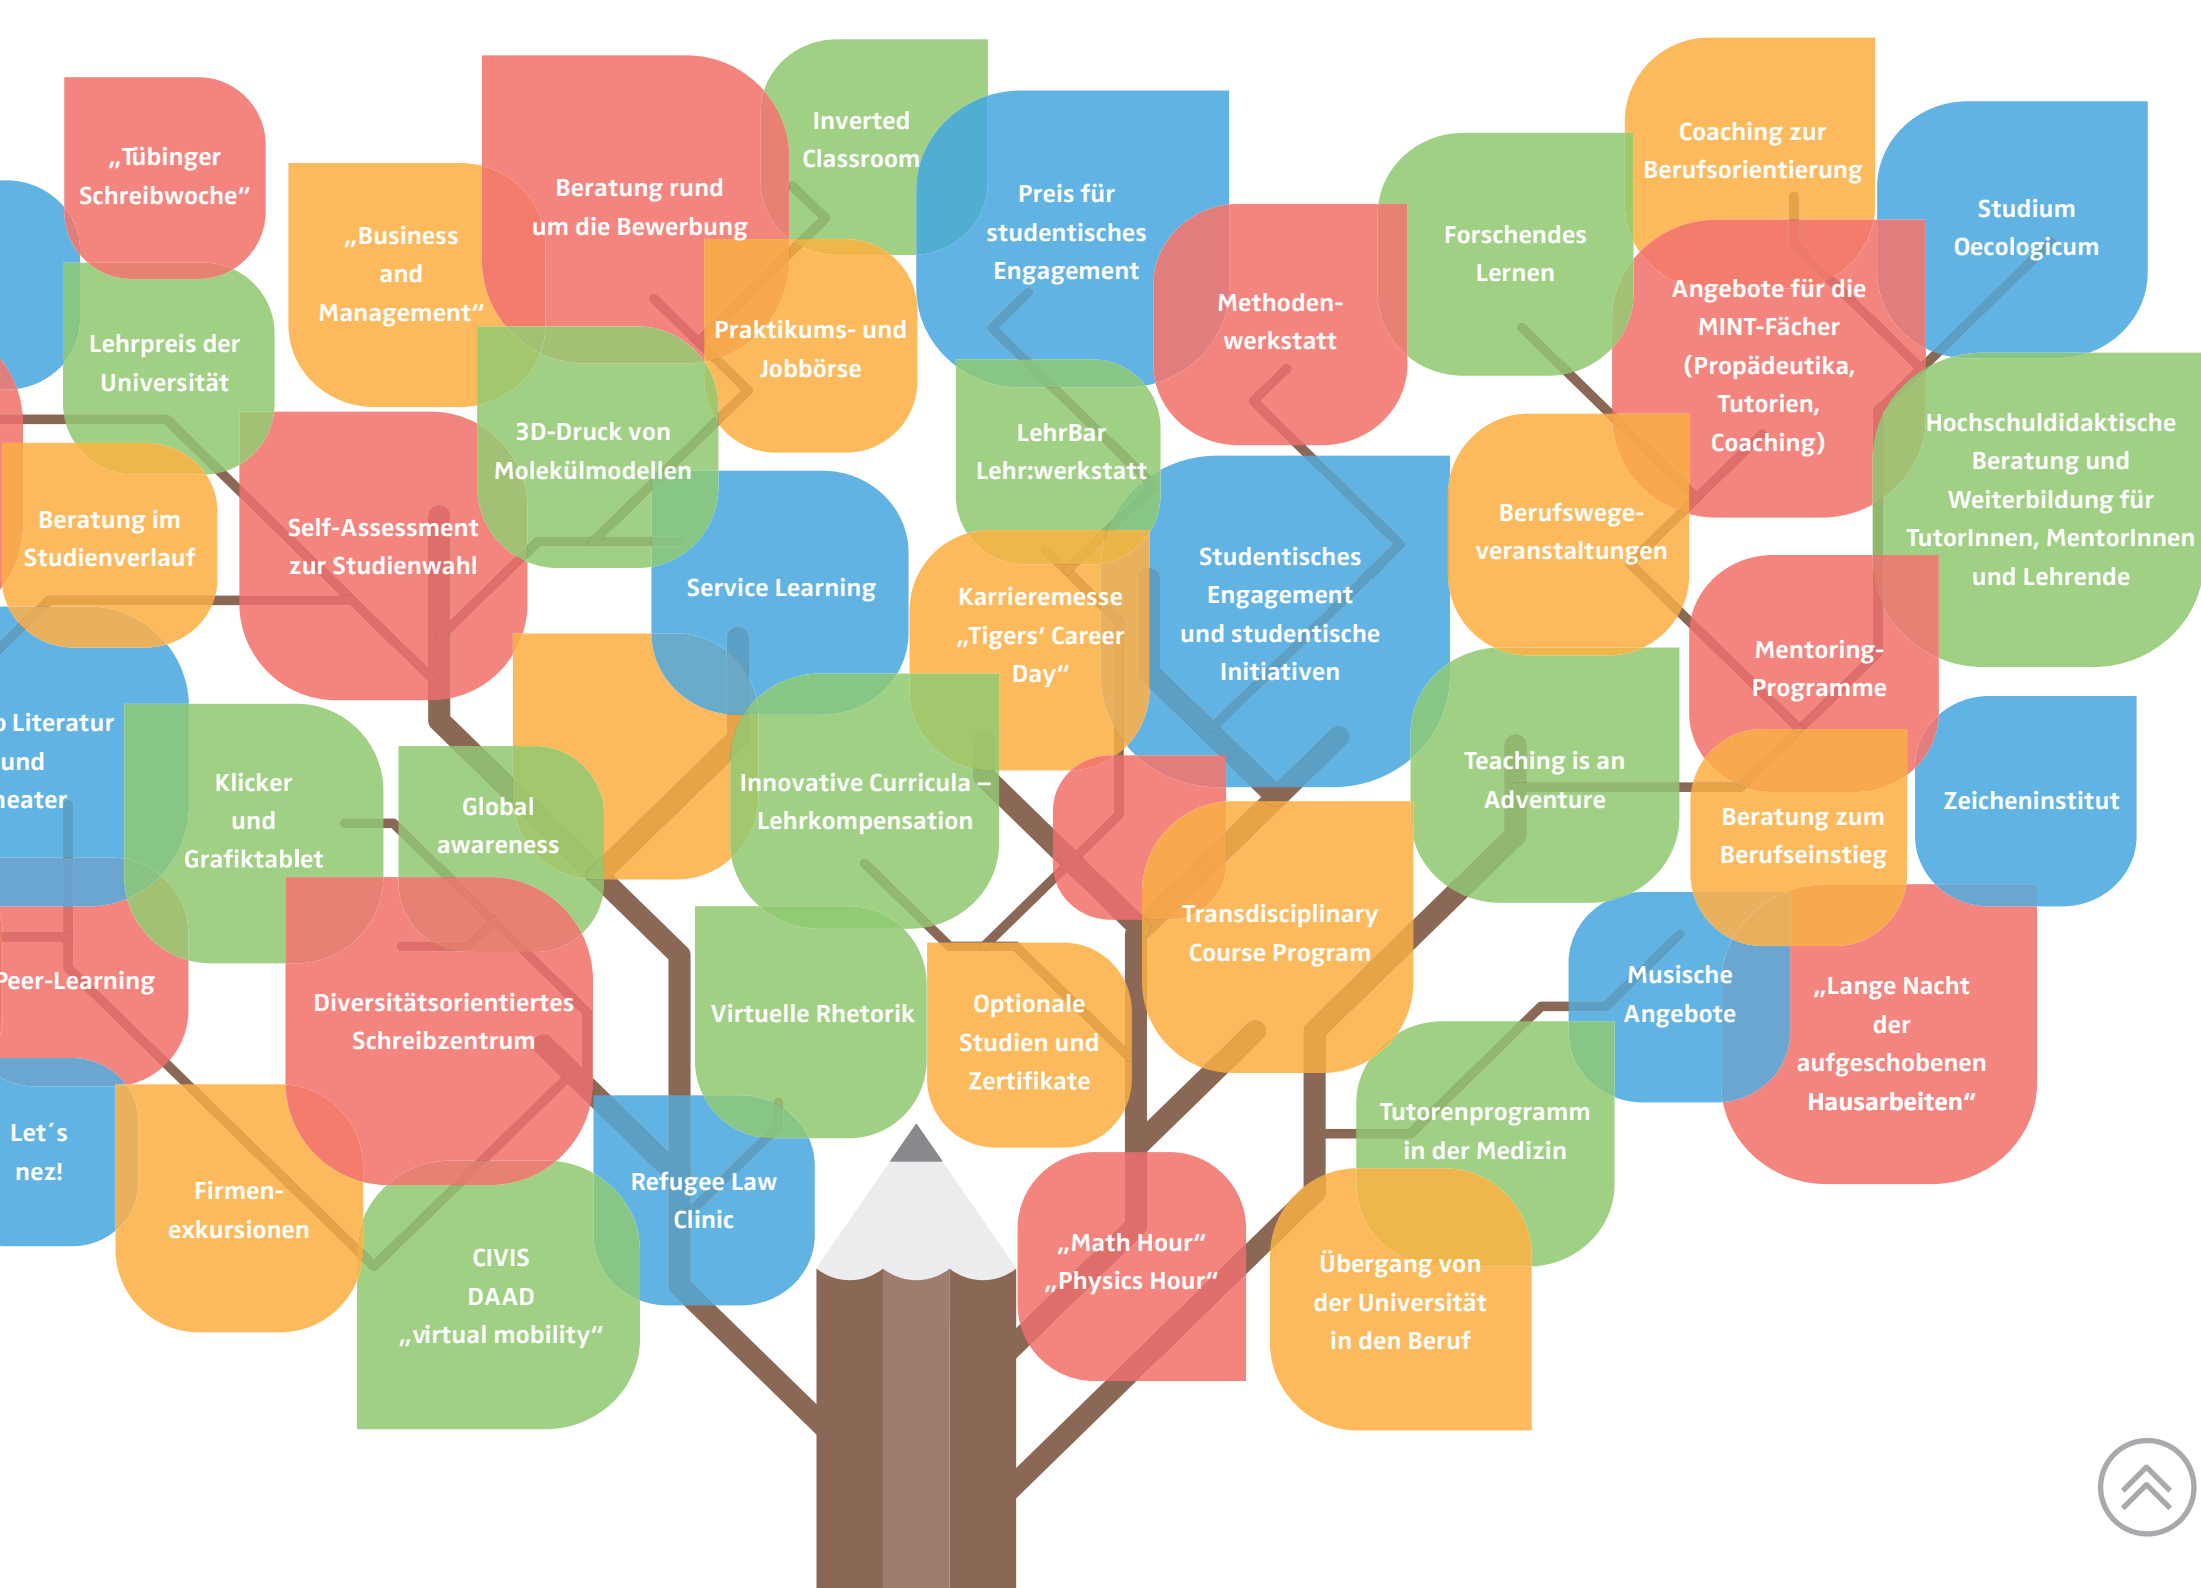 „Tübinger
Schreibwoche“
„Business
and
Management“
Beratung rund
um die Bewerbung
Inverted
Classroom
Preis für
studentisches
Engagement
Methoden-
werkstatt
Forschendes
Lernen
Coaching zur
Berufsorientierung
Studium
Oecologicum
Angebote für die
MINT-Fächer
(Propädeutika,
Tutorien,
Coaching)
Lehrpreis der
Universität
Praktikums- und
Jobbörse
3D-Druck von
Molekülmodellen
LehrBar
Lehr:werkstatt
Hochschuldidaktische
Beratung und
Weiterbildung für
TutorInnen, MentorInnen
und Lehrende
Beratung im
Studienverlauf
Self-Assessment
zur Studienwahl
Service Learning
Karrieremesse
„Tigers’ Career
Day“
Studentisches
Engagement
und studentische
Initiativen
Berufswege-
veranstaltungen
Mentoring-
Programme
Literatur
und
Klicker
und
Grafiktablet
Global
awareness
Innovative Curricula –
Lehrkompensation
Teaching is an
Adventure
Beratung zum
Berufseinstieg
Zeicheninstitut
Peer-Learning
Diversitätsorientiertes
Schreibzentrum
Virtuelle Rhetorik
Optionale
Studien und
Zertifikate
Transdisciplinary
Course Program
Musische
Angebote
„Lange Nacht
der
aufgeschobenen
Hausarbeiten“
Let´s
nez!
Firmen-
exkursionen
CIVIS
DAAD
„virtual mobility“
Refugee Law
Clinic
„Math Hour“
„Physics Hour“
Tutorenprogramm
in der Medizin
Übergang von
der Universität
in den Beruf